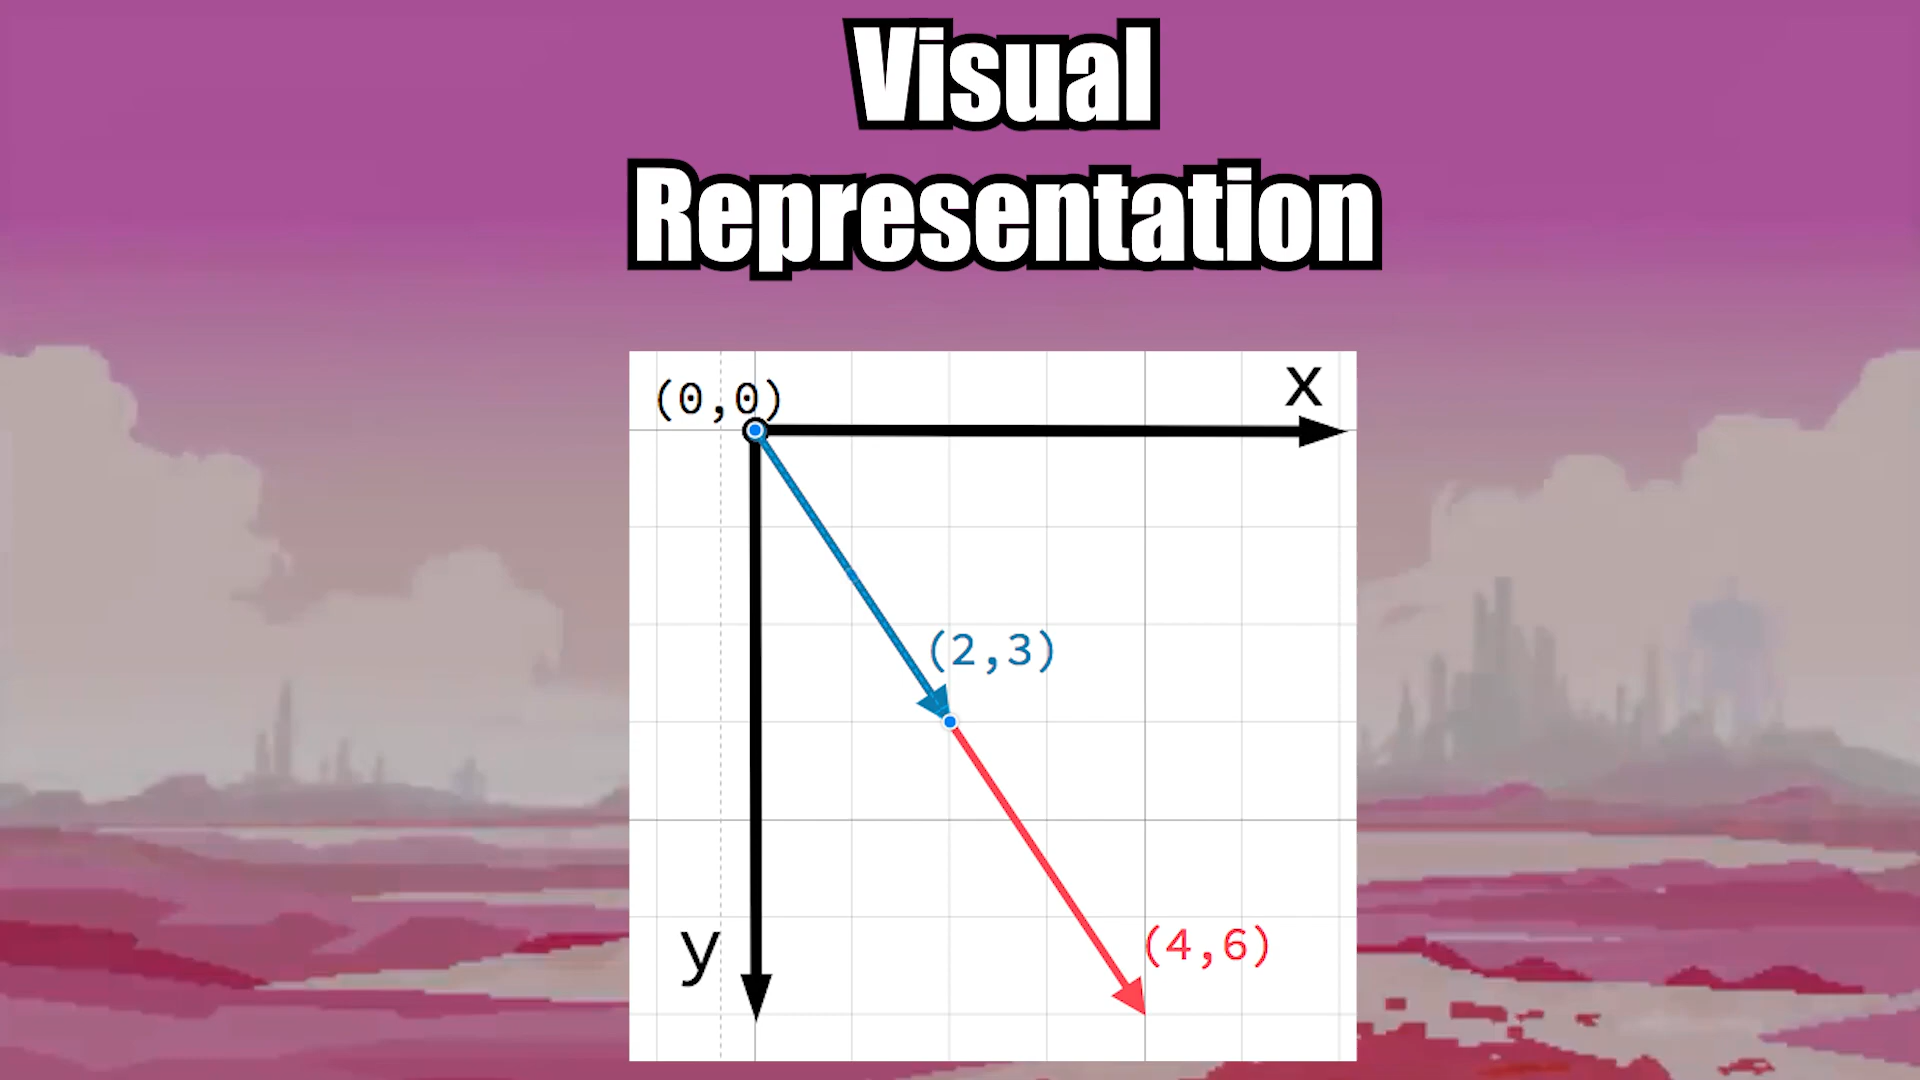 Visual
Representation
(0,0)
x
(2,3)
y
(4,6)